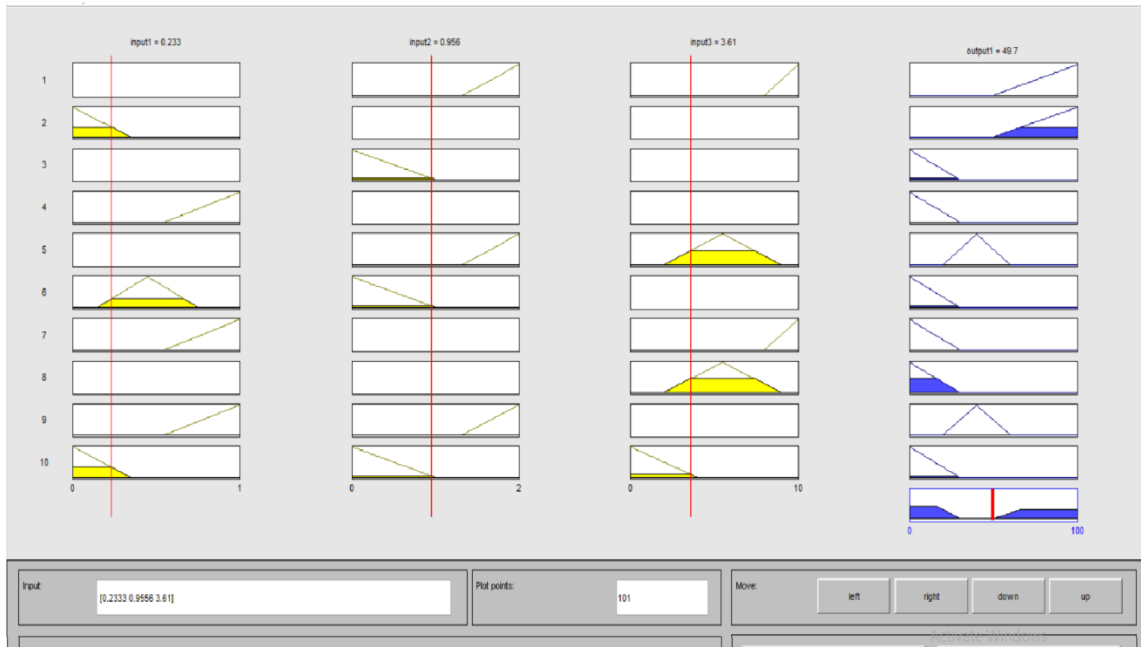 input1 = 0.233
input2 = 0.956
input3 = 3.61
output1 = 49.7
1
2
3
4
5
6
7
8
9
10
0 1
0 2
0 10
0 100
Input:
[0.2333 0.9556 3.61]
Plot points:
101
Move:
left
right
down
up
Activate Windows